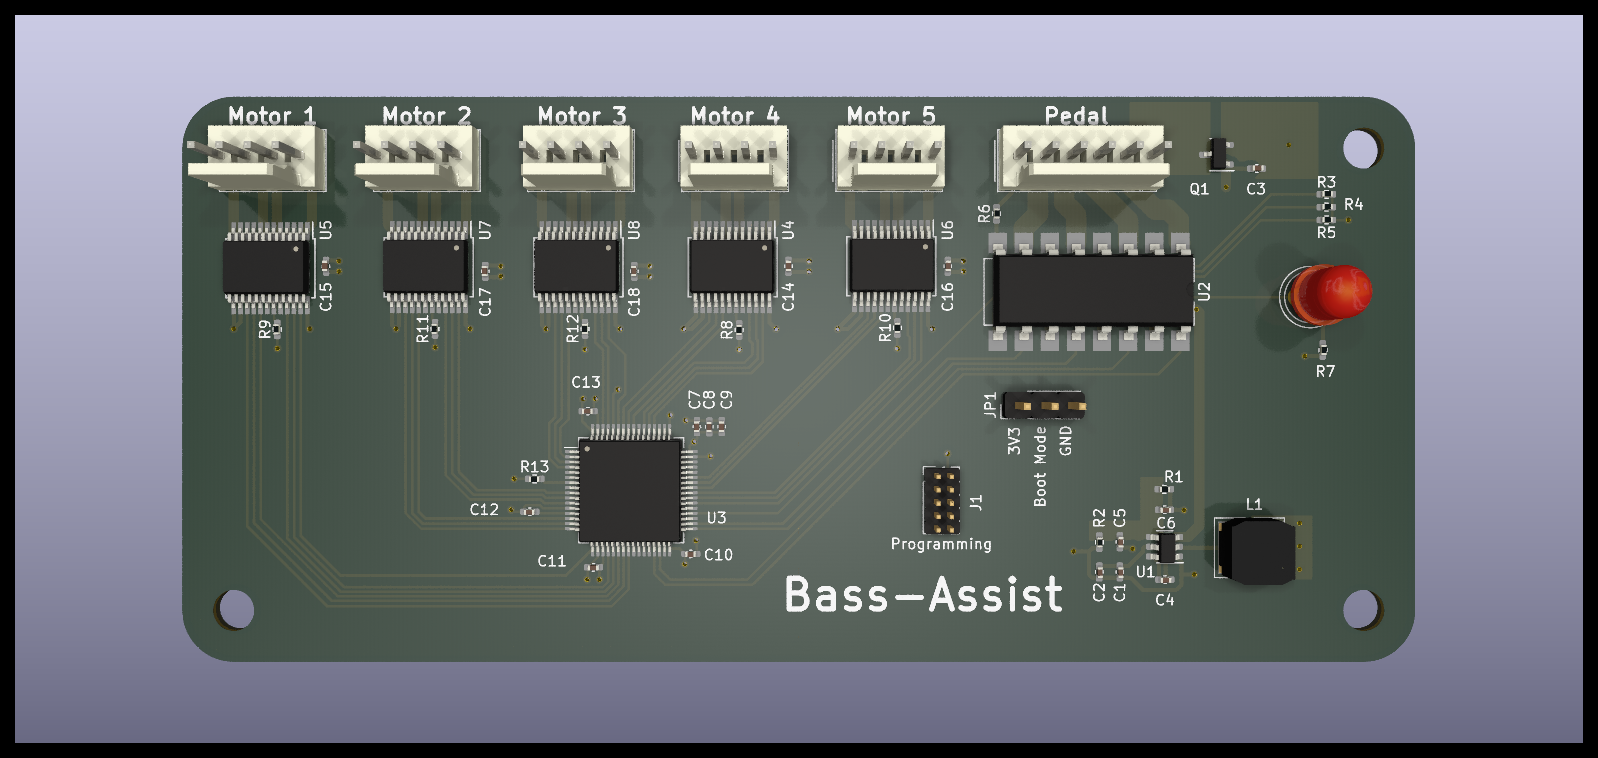 Motor 1 Motor 2 Motor 3 Motor 4 Motor 5 Pedal
Q1 C3
R3
R4
R5
R6
U5 U7 U8 U4 U6
C15 C17 C18 C14 C16
U2
R9 R11 R12 R8 R10
R7
C13
C7 C8 C9
JP1
3V3 Boot Mode GND
R13
R1
C12
U3
J1
L1
R2 C5 C6
Programming
C11 C10
U1
C2 C1 C4
Bass-Assist